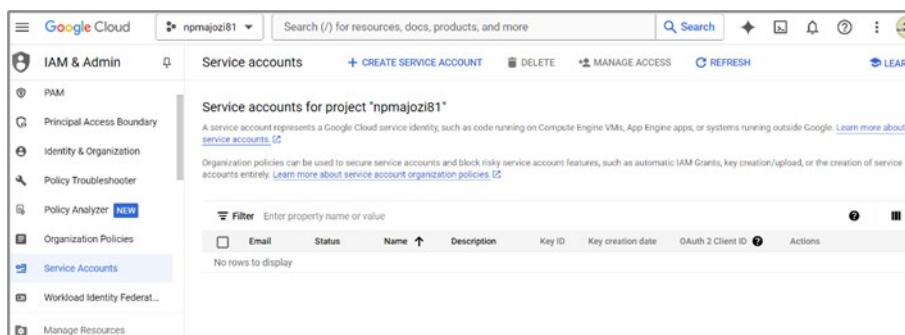 Google Cloud
npmajozi81
Search (/) for resources, docs, products, and more
Search
IAM & Admin
Service accounts
+ CREATE SERVICE ACCOUNT
DELETE
MANAGE ACCESS
REFRESH
LEAR
PAM
Principal Access Boundary
Identity & Organization
Policy Troubleshooter
Policy Analyzer NEW
Organization Policies
Service Accounts
Workload Identity Federat...
Manage Resources
Service accounts for project "npmajozi81"
A service account represents a Google Cloud service identity, such as code running on Compute Engine VMs, App Engine apps, or systems running outside Google. Learn more about
service accounts.
Organization policies can be used to secure service accounts and block risky service account features, such as automatic IAM Grants, key creation/upload, or the creation of service
accounts entirely. Learn more about service account organization policies.
Filter Enter property name or value
Email Status Name Description Key ID Key creation date OAuth 2 Client ID Actions
No rows to display